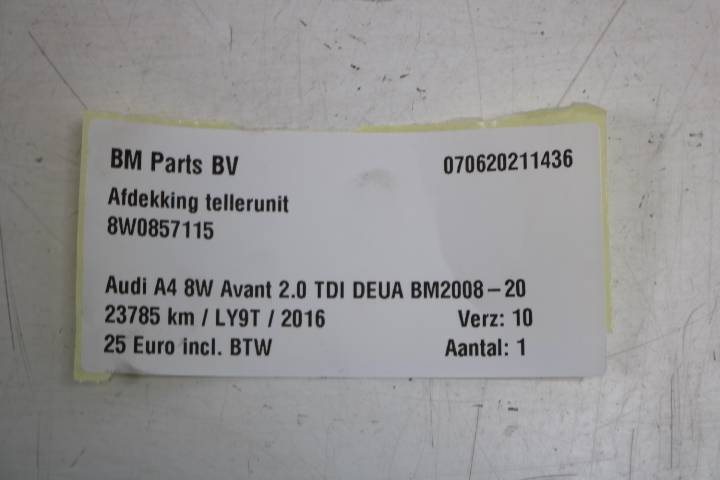 BM Parts BV 070620211436
Afdekking tellerunit
8W0857115
Audi A4 8W Avant 2.0 TDI DEUA BM2008-20
23785 km / LY9T / 2016 Verz: 10
25 Euro incl. BTW Aantal: 1